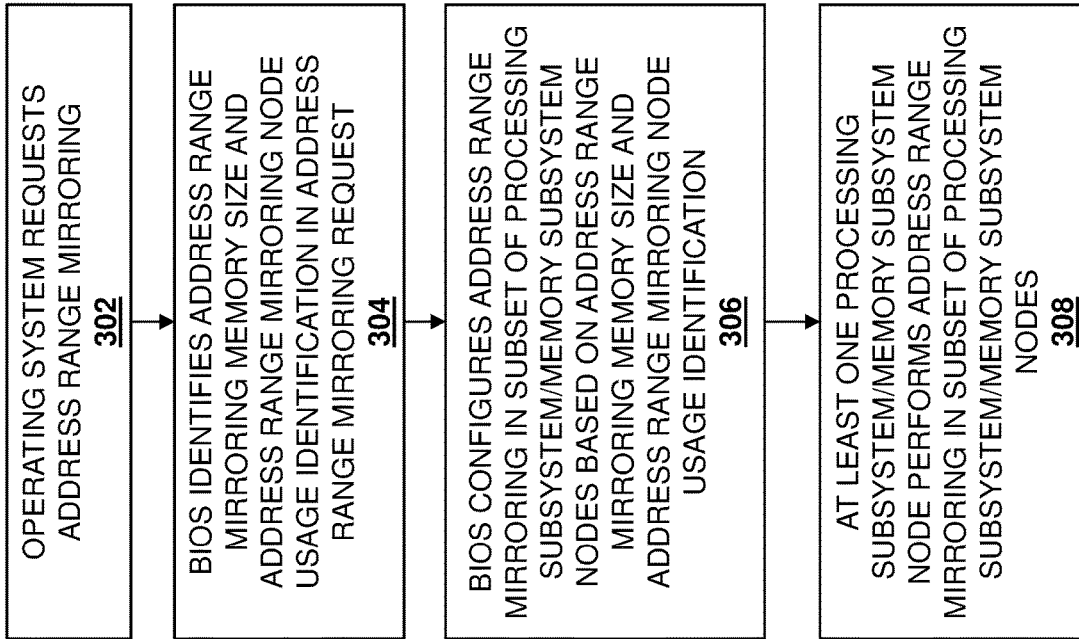 OPERATING SYSTEM REQUESTS
ADDRESS RANGE MIRRORING
302
BIOS IDENTIFIES ADDRESS RANGE
MIRRORING MEMORY SIZE AND
ADDRESS RANGE MIRRORING NODE
USAGE IDENTIFICATION IN ADDRESS
RANGE MIRRORING REQUEST
304
BIOS CONFIGURES ADDRESS RANGE
MIRRORING IN SUBSET OF PROCESSING
SUBSYSTEM/MEMORY SUBSYSTEM
NODES BASED ON ADDRESS RANGE
MIRRORING MEMORY SIZE AND
ADDRESS RANGE MIRRORING NODE
USAGE IDENTIFICATION
306
AT LEAST ONE PROCESSING
SUBSYSTEM/MEMORY SUBSYSTEM
NODE PERFORMS ADDRESS RANGE
MIRRORING IN SUBSET OF PROCESSING
SUBSYSTEM/MEMORY SUBSYSTEM
NODES
308